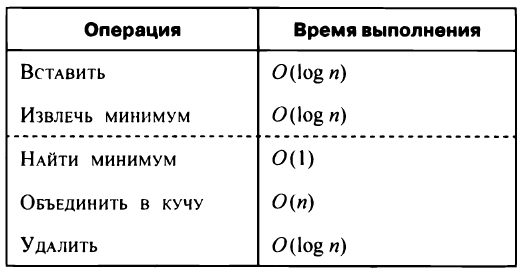 Операция Время выполнения
Вставить O(log n)
Извлечь минимум O(log n)
Найти минимум O(1)
Объединить в кучу O(n)
Удалить O(log n)